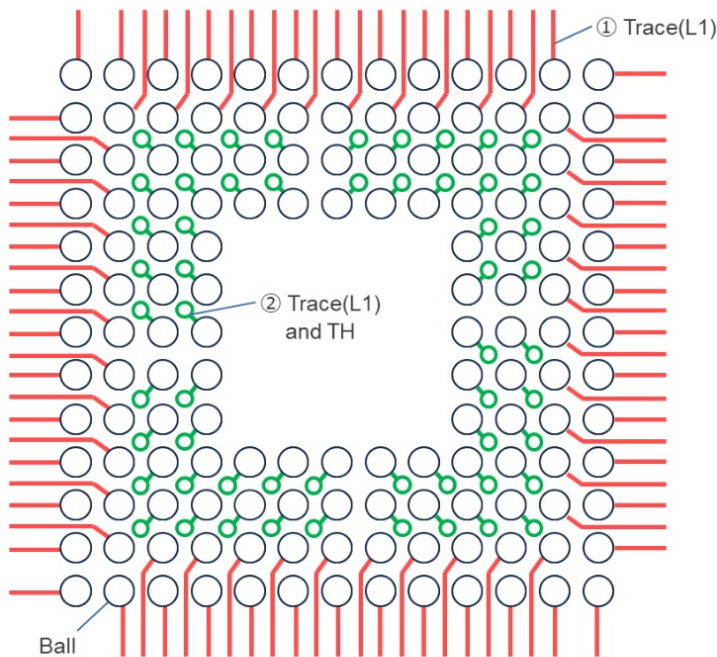 ① Trace(L1)
② Trace(L1)
and TH
Ball